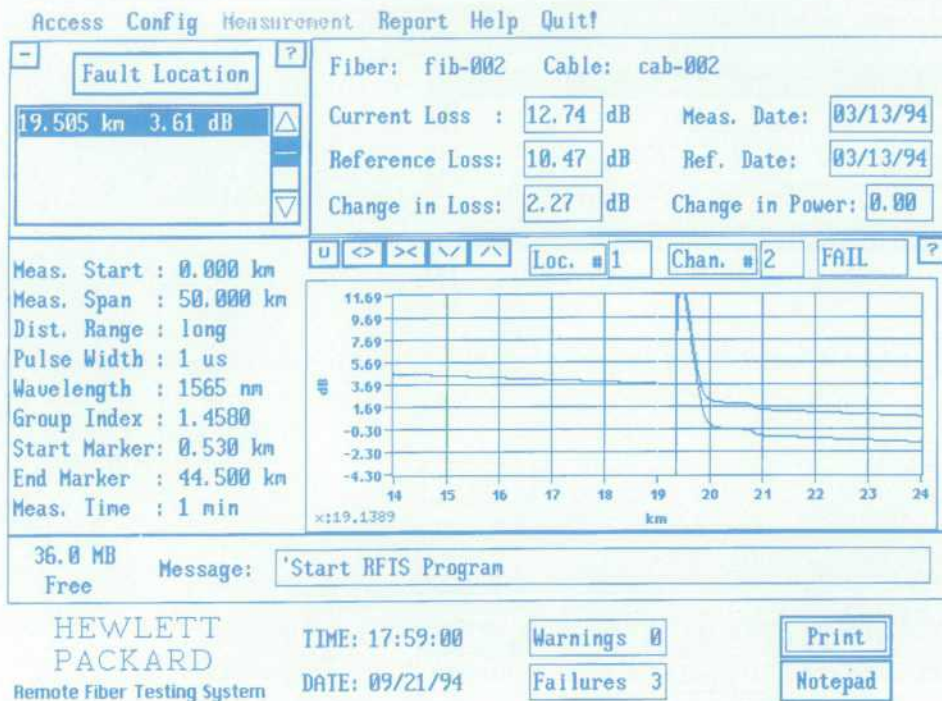 Access Config Measurement Report Help Quit!
- Fault Location ?
19.505 km 3.61 dB
Fiber: fib-002 Cable: cab-002
Current Loss : 12.74 dB Meas. Date: 03/13/94
Reference Loss: 10.47 dB Ref. Date: 03/13/94
Change in Loss: 2.27 dB Change in Power: 0.00
Meas. Start : 0.000 km
Meas. Span : 50.000 km
Dist. Range : long
Pulse Width : 1 us
Wavelength : 1565 nm
Group Index : 1.4580
Start Marker: 0.530 km
End Marker : 44.500 km
Meas. Time : 1 min
U <> >< \/ /\ Loc. # 1 Chan. # 2 FAIL ?
11.69
9.69
7.69
5.69
3.69
1.69
-0.30
-2.30
-4.30
dB
14 15 16 17 18 19 20 21 22 23 24
x:19.1389 km
36.0 MB
Free
Message: 'Start RFTS Program
HEWLETT
PACKARD
Remote Fiber Testing System
TIME: 17:59:00
DATE: 09/21/94
Warnings 0
Failures 3
Print
Notepad